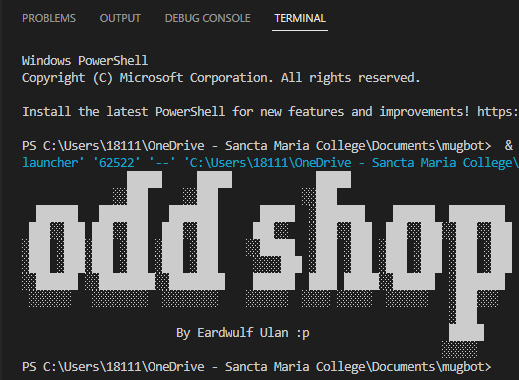 PROBLEMS OUTPUT DEBUG CONSOLE TERMINAL
Windows PowerShell
Copyright (C) Microsoft Corporation. All rights reserved.
Install the latest PowerShell for new features and improvements! https:
PS C:\Users\18111\OneDrive - Sancta Maria College\Documents\mugbot> &
launcher' '62522' '--' 'C:\Users\18111\OneDrive - Sancta Maria College\
odd shop
By Eardwulf Ulan :p
PS C:\Users\18111\OneDrive - Sancta Maria College\Documents\mugbot>